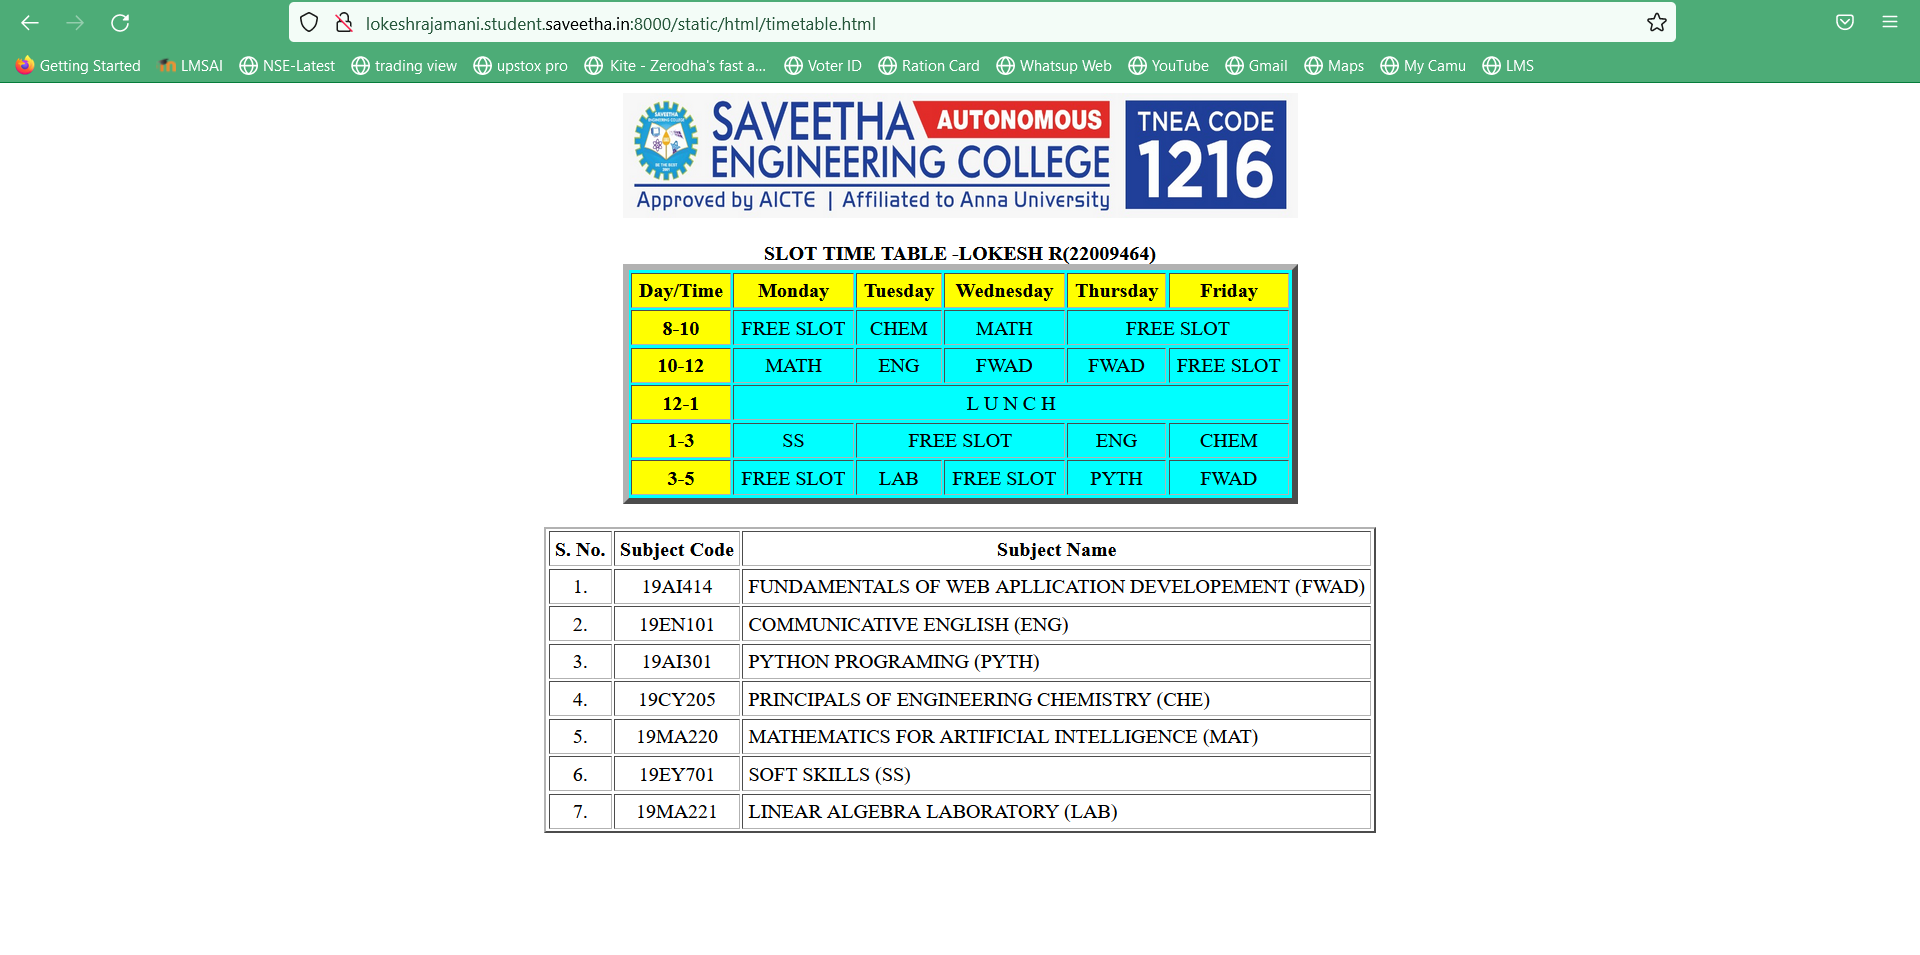 lokeshrajamani.student.saveetha.in:8000/static/html/timetable.html
Getting Started LMSAI NSE-Latest trading view upstox pro Kite - Zerodha's fast a... Voter ID Ration Card Whatsup Web YouTube Gmail Maps My Camu LMS
SAVEETHA AUTONOMOUS
ENGINEERING COLLEGE
Approved by AICTE | Affiliated to Anna University
TNEA CODE
1216
SLOT TIME TABLE -LOKESH R(22009464)
Day/Time Monday Tuesday Wednesday Thursday Friday
8-10 FREE SLOT CHEM MATH FREE SLOT
10-12 MATH ENG FWAD FWAD FREE SLOT
12-1 L U N C H
1-3 SS FREE SLOT ENG CHEM
3-5 FREE SLOT LAB FREE SLOT PYTH FWAD
S. No. Subject Code Subject Name
1. 19AI414 FUNDAMENTALS OF WEB APLLICATION DEVELOPEMENT (FWAD)
2. 19EN101 COMMUNICATIVE ENGLISH (ENG)
3. 19AI301 PYTHON PROGRAMING (PYTH)
4. 19CY205 PRINCIPALS OF ENGINEERING CHEMISTRY (CHE)
5. 19MA220 MATHEMATICS FOR ARTIFICIAL INTELLIGENCE (MAT)
6. 19EY701 SOFT SKILLS (SS)
7. 19MA221 LINEAR ALGEBRA LABORATORY (LAB)